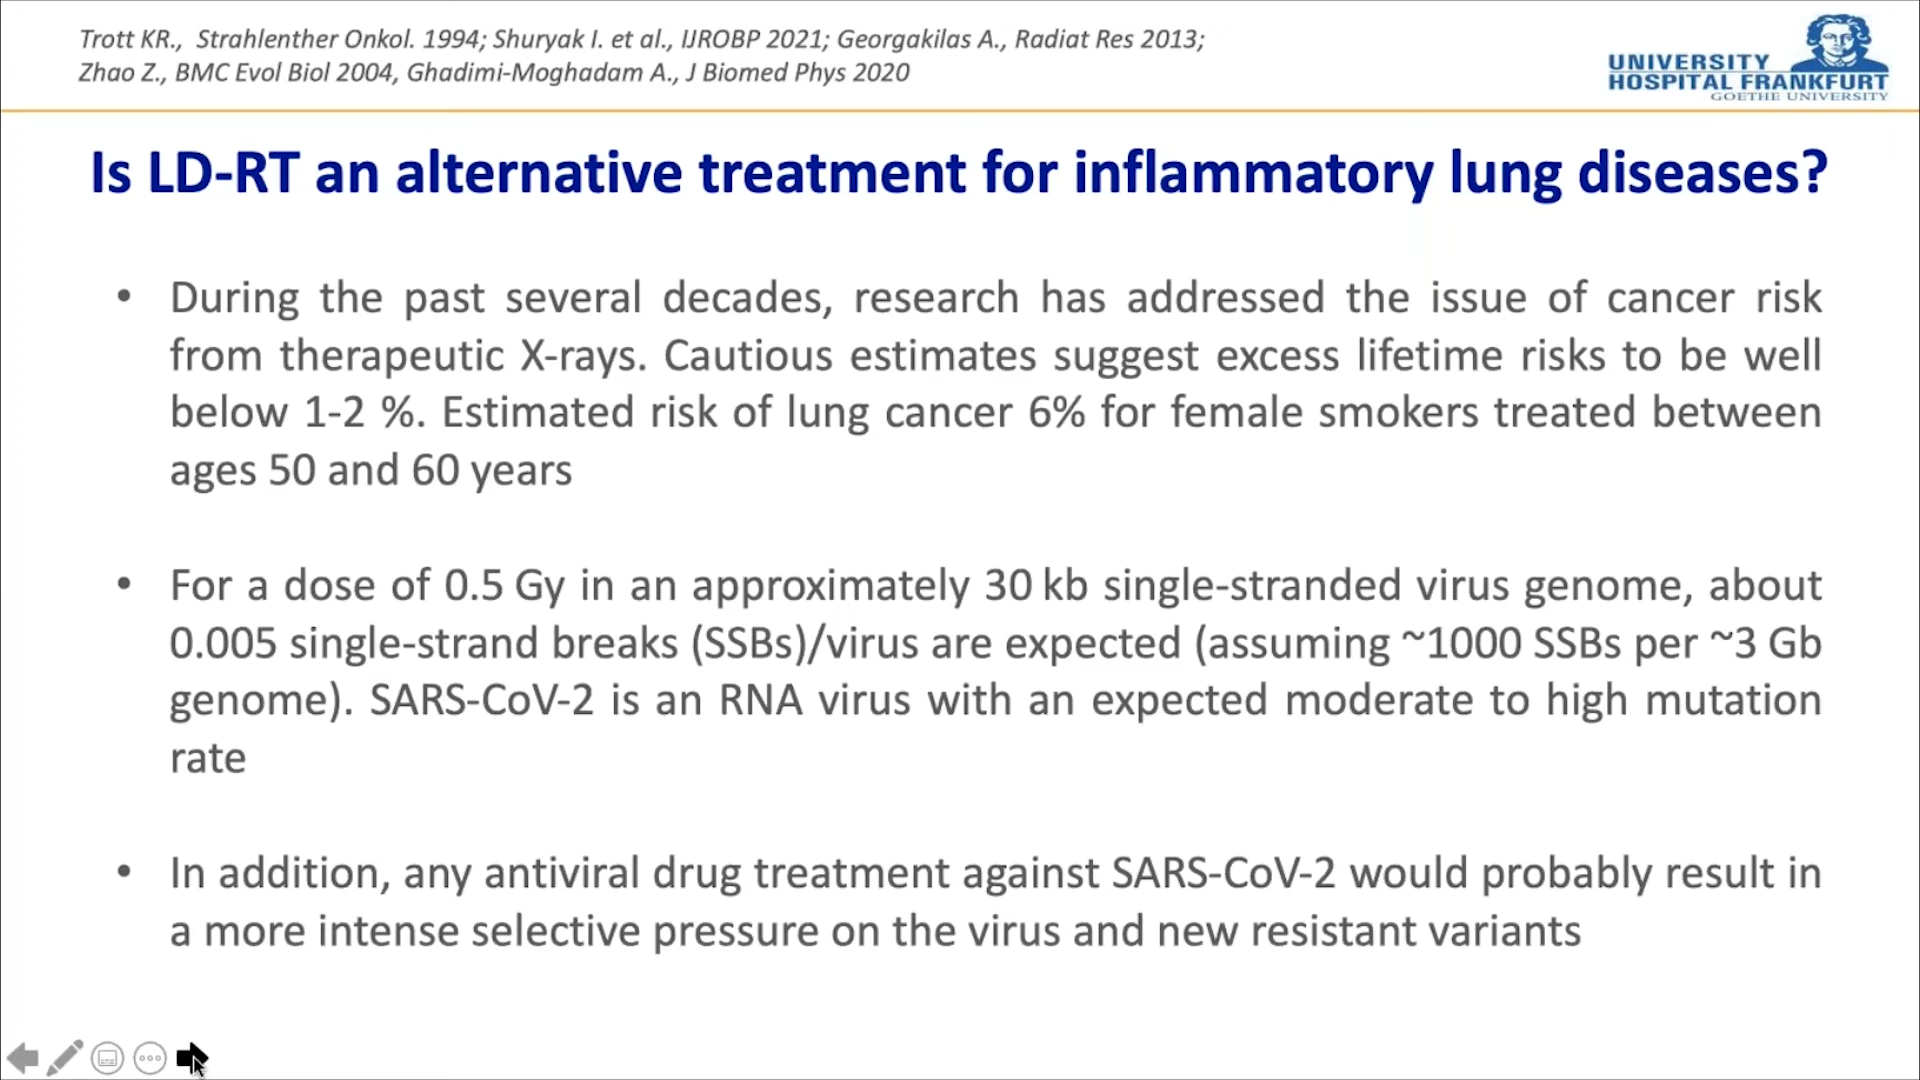 Trott KR., Strahlenther Onkol. 1994; Shuryak I. et al., IJROBP 2021; Georgakilas A., Radiat Res 2013;
Zhao Z., BMC Evol Biol 2004, Ghadimi-Moghadam A., J Biomed Phys 2020
UNIVERSITY
HOSPITAL FRANKFURT
GOETHE UNIVERSITY
Is LD-RT an alternative treatment for inflammatory lung diseases?
• During the past several decades, research has addressed the issue of cancer risk
from therapeutic X-rays. Cautious estimates suggest excess lifetime risks to be well
below 1-2 %. Estimated risk of lung cancer 6% for female smokers treated between
ages 50 and 60 years
• For a dose of 0.5 Gy in an approximately 30 kb single-stranded virus genome, about
0.005 single-strand breaks (SSBs)/virus are expected (assuming ~1000 SSBs per ~3 Gb
genome). SARS-CoV-2 is an RNA virus with an expected moderate to high mutation
rate
• In addition, any antiviral drug treatment against SARS-CoV-2 would probably result in
a more intense selective pressure on the virus and new resistant variants